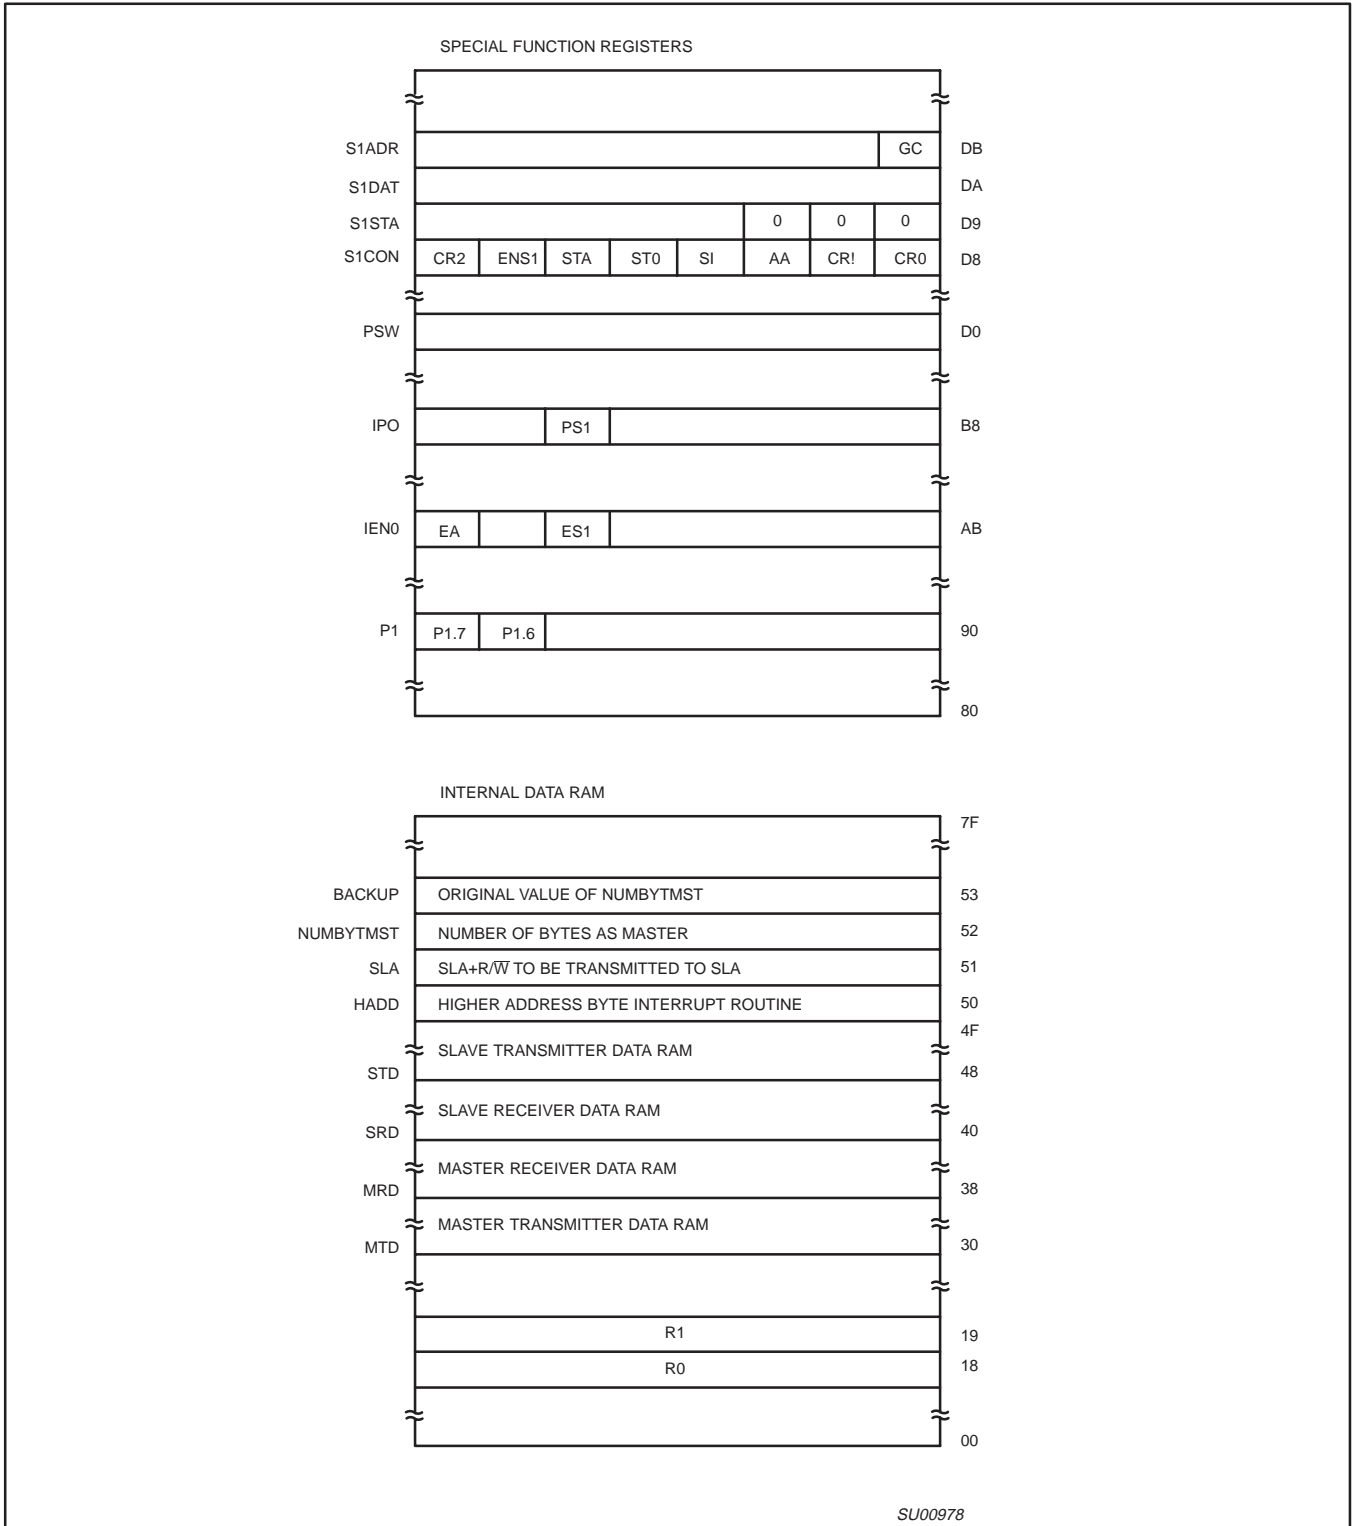 SPECIAL FUNCTION REGISTERS
S1ADR GC DB
S1DAT DA
S1STA 0 0 0 D9
S1CON CR2 ENS1 STA ST0 SI AA CR! CR0 D8
PSW D0
IPO PS1 B8
IEN0 EA ES1 AB
P1 P1.7 P1.6 90
80
INTERNAL DATA RAM
7F
BACKUP ORIGINAL VALUE OF NUMBYTMST 53
NUMBYTMST NUMBER OF BYTES AS MASTER 52
SLA SLA+R/W̅ TO BE TRANSMITTED TO SLA 51
HADD HIGHER ADDRESS BYTE INTERRUPT ROUTINE 50
4F
SLAVE TRANSMITTER DATA RAM
STD 48
SLAVE RECEIVER DATA RAM
SRD 40
MASTER RECEIVER DATA RAM
MRD 38
MASTER TRANSMITTER DATA RAM
MTD 30
R1 19
R0 18
00
SU00978